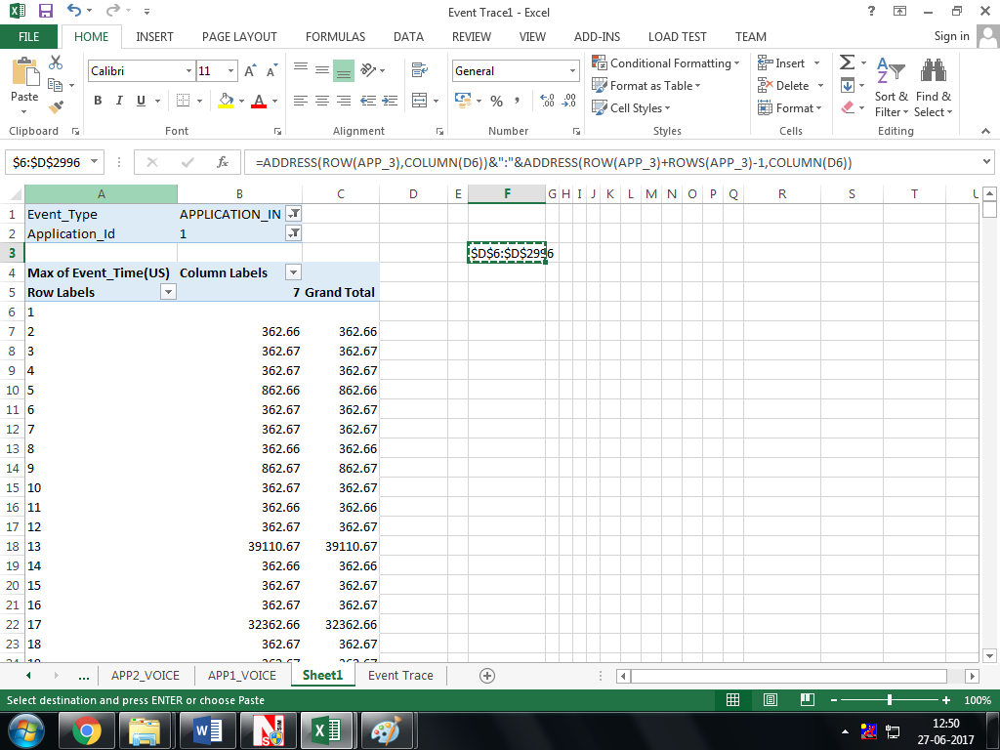 Event Trace1 - Excel
FILE HOME INSERT PAGE LAYOUT FORMULAS DATA REVIEW VIEW ADD-INS LOAD TEST TEAM Sign in
Paste
Calibri 11
B I U
General
Conditional Formatting
Format as Table
Cell Styles
Insert
Delete
Format
Sort & Filter
Find & Select
Clipboard Font Alignment Number Styles Cells Editing
$6:$D$2996 fx =ADDRESS(ROW(APP_3),COLUMN(D6))&":"&ADDRESS(ROW(APP_3)+ROWS(APP_3)-1,COLUMN(D6))
A B C D E F G H I J K L M N O P Q R S T U
1 Event_Type APPLICATION_IN
2 Application_Id 1
3 $D$6:$D$2996
4 Max of Event_Time(US) Column Labels
5 Row Labels 7 Grand Total
6 1
7 2 362.66 362.66
8 3 362.67 362.67
9 4 362.67 362.67
10 5 862.66 862.66
11 6 362.67 362.67
12 7 362.67 362.67
13 8 362.66 362.66
14 9 862.67 862.67
15 10 362.67 362.67
16 11 362.66 362.66
17 12 362.67 362.67
18 13 39110.67 39110.67
19 14 362.66 362.66
20 15 362.67 362.67
21 16 362.67 362.67
22 17 32362.66 32362.66
23 18 362.67 362.67
24 19 362.67 362.67
... APP2_VOICE APP1_VOICE Sheet1 Event Trace
Select destination and press ENTER or choose Paste 100%
12:50
27-06-2017